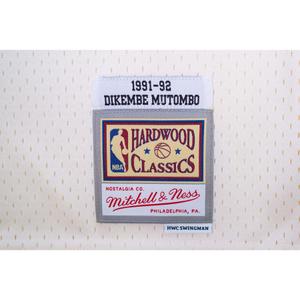 1991-92
DIKEMBE MUTOMBO
NBA
HARDWOOD
CLASSICS
NOSTALGIA CO.
Mitchell & Ness
PHILADELPHIA, PA.
HWC SWINGMAN